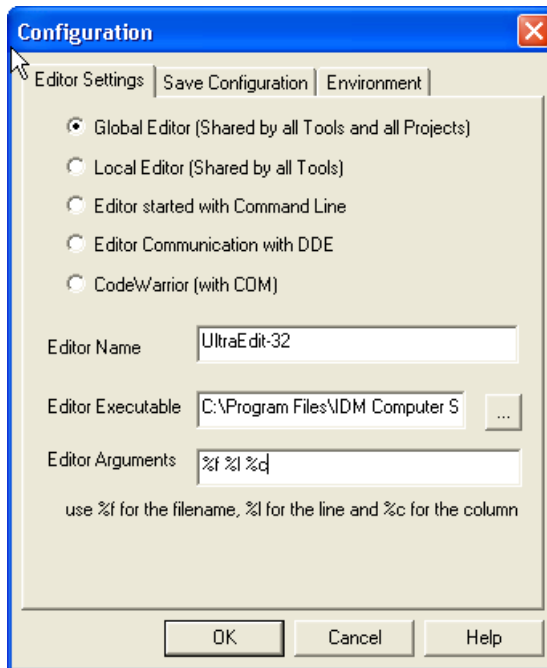 Configuration
Editor Settings
Save Configuration
Environment
Global Editor (Shared by all Tools and all Projects)
Local Editor (Shared by all Tools)
Editor started with Command Line
Editor Communication with DDE
CodeWarrior (with COM)
Editor Name
UltraEdit-32
Editor Executable
C:\Program Files\IDM Computer S
...
Editor Arguments
%f %l %c
use %f for the filename, %l for the line and %c for the column
OK
Cancel
Help